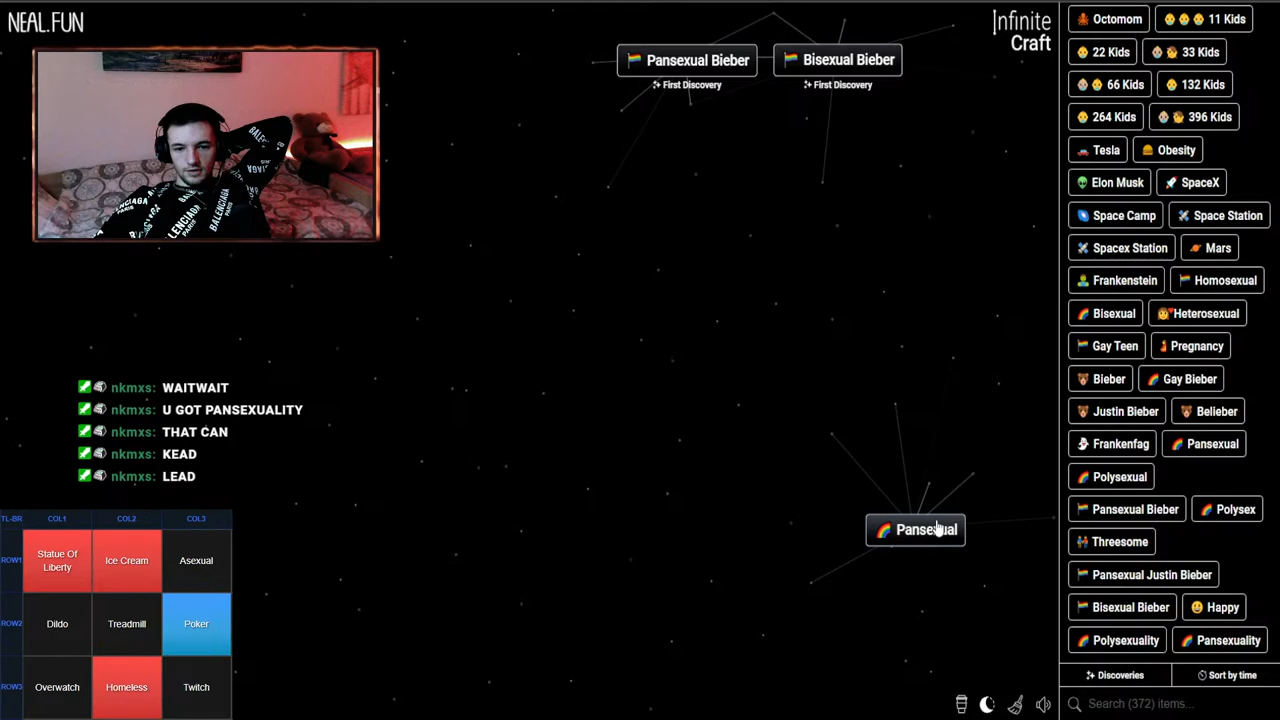 NEAL.FUN
Infinite
Craft
Pansexual Bieber
First Discovery
Bisexual Bieber
First Discovery
BALENCIAGA
PARIS
nkmxs: WAITWAIT
nkmxs: U GOT PANSEXUALITY
nkmxs: THAT CAN
nkmxs: KEAD
nkmxs: LEAD
TL-BR COL1 COL2 COL3
ROW1 Statue Of Liberty Ice Cream Asexual
ROW2 Dildo Treadmill Poker
ROW3 Overwatch Homeless Twitch
Pansexual
Octomom 11 Kids
22 Kids 33 Kids
66 Kids 132 Kids
264 Kids 396 Kids
Tesla Obesity
Elon Musk SpaceX
Space Camp Space Station
Spacex Station Mars
Frankenstein Homosexual
Bisexual Heterosexual
Gay Teen Pregnancy
Bieber Gay Bieber
Justin Bieber Belieber
Frankenfag Pansexual
Polysexual
Pansexual Bieber Polysex
Threesome
Pansexual Justin Bieber
Bisexual Bieber Happy
Polysexuality Pansexuality
Discoveries Sort by time
Search (372) items...